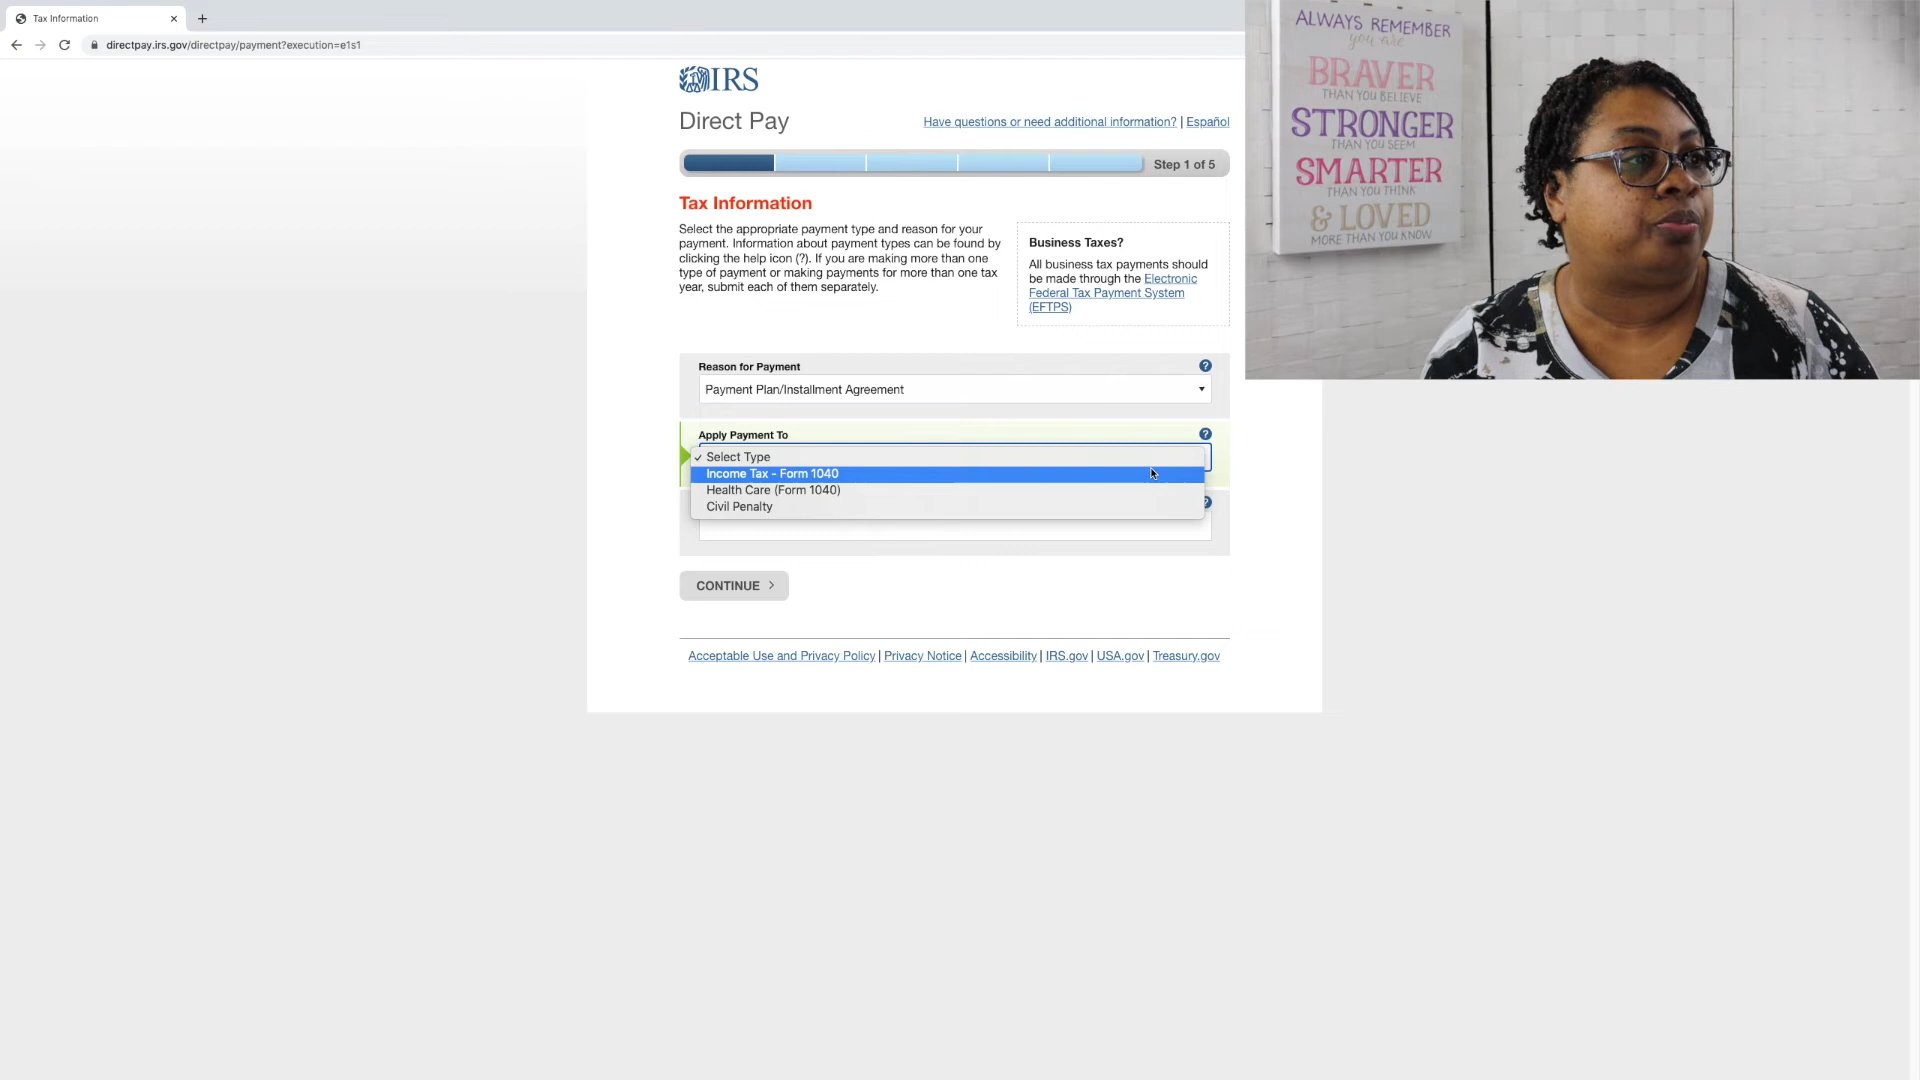 Tax Information
directpay.irs.gov/directpay/payment?execution=e1s1
IRS
Direct Pay
Have questions or need additional information? | Español
Step 1 of 5
Tax Information
Select the appropriate payment type and reason for your
payment. Information about payment types can be found by
clicking the help icon (?). If you are making more than one
type of payment or making payments for more than one tax
year, submit each of them separately.
Business Taxes?
All business tax payments should
be made through the Electronic
Federal Tax Payment System
(EFTPS)
Reason for Payment
?
Payment Plan/Installment Agreement
Apply Payment To
?
✓ Select Type
Income Tax - Form 1040
Health Care (Form 1040)
Civil Penalty
?
CONTINUE >
Acceptable Use and Privacy Policy | Privacy Notice | Accessibility | IRS.gov | USA.gov | Treasury.gov
ALWAYS REMEMBER
you are
BRAVER
THAN YOU BELIEVE
STRONGER
THAN YOU SEEM
SMARTER
THAN YOU THINK
& LOVED
MORE THAN YOU KNOW